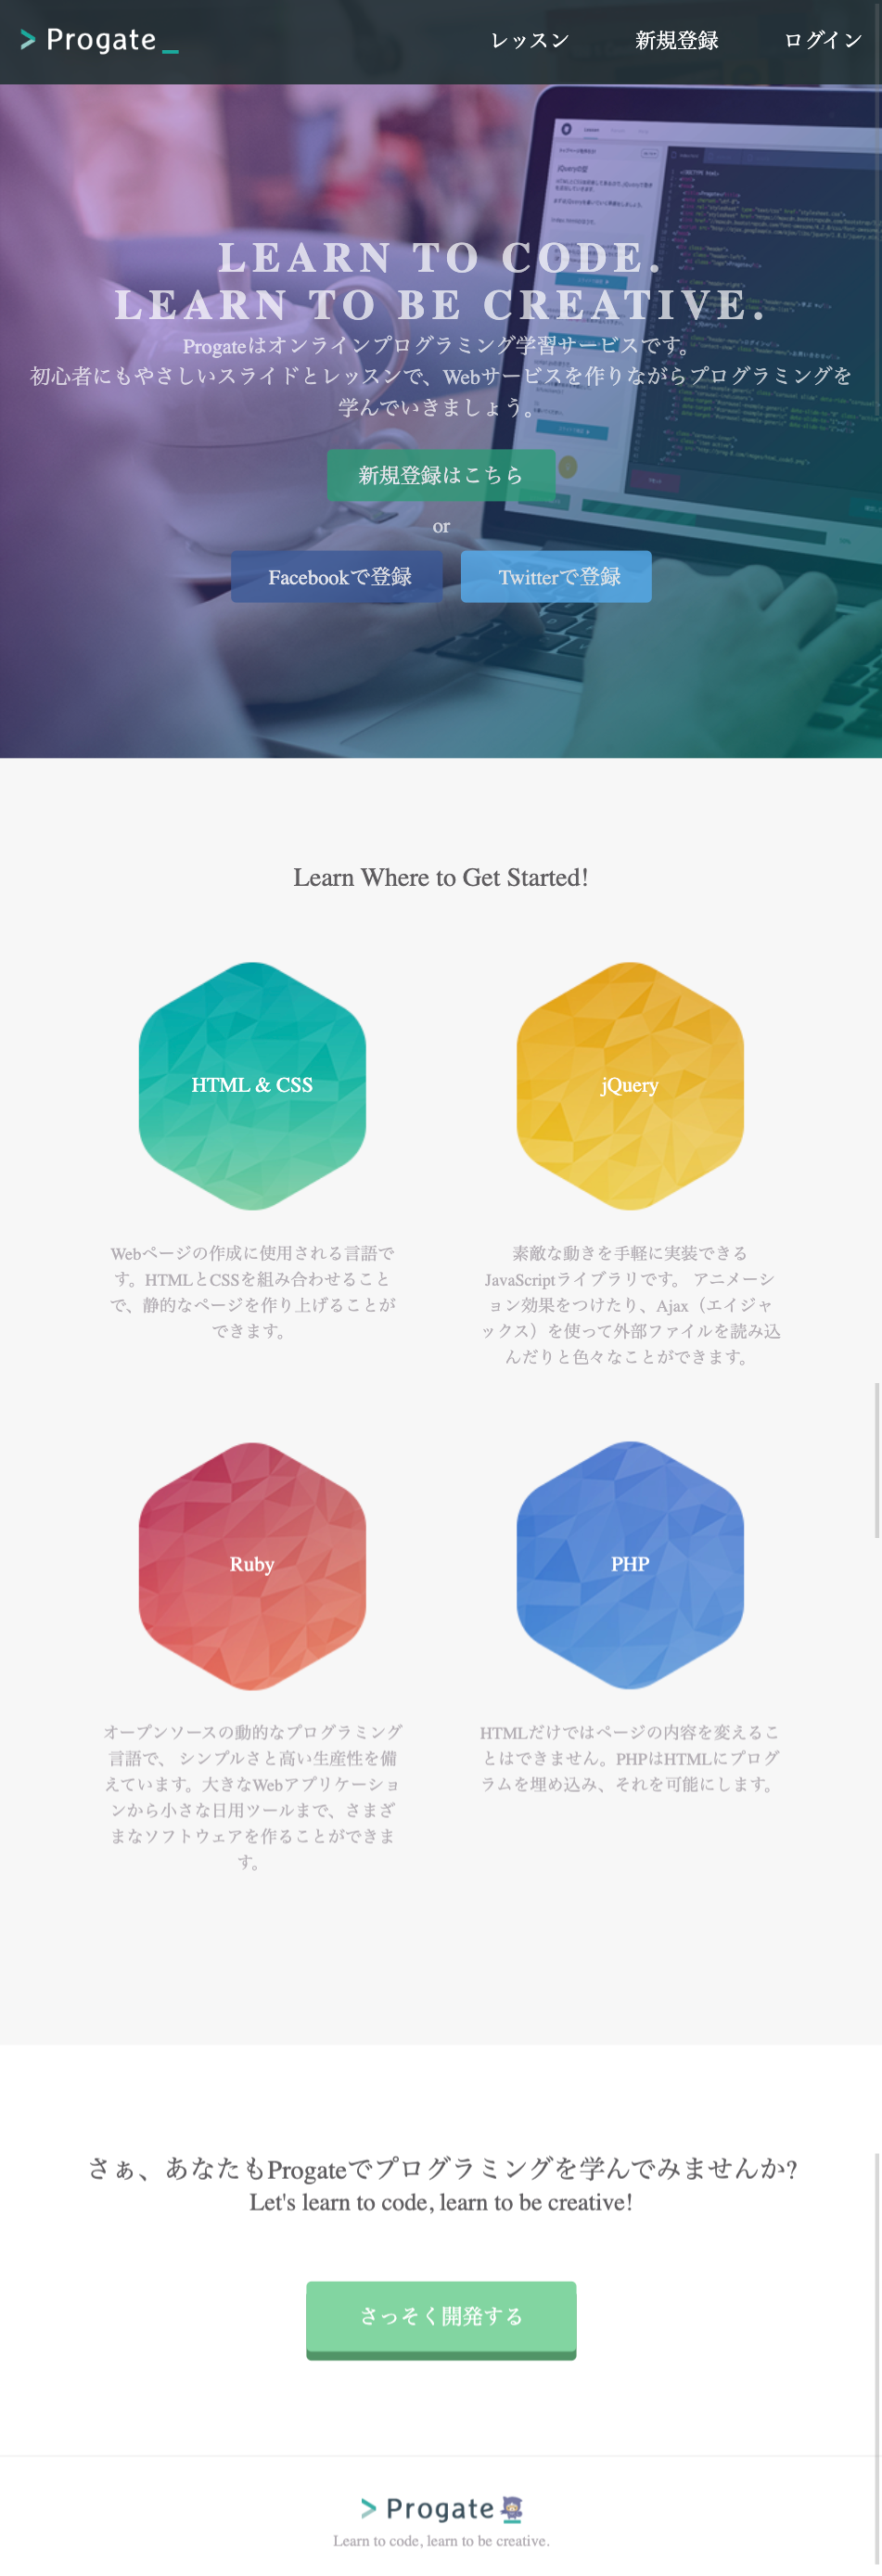 > Progate_
レッスン 新規登録 ログイン
LEARN TO CODE.
LEARN TO BE CREATIVE.
Progateはオンラインプログラミング学習サービスです。
初心者にもやさしいスライドとレッスンで、Webサービスを作りながらプログラミングを
学んでいきましょう。
新規登録はこちら
or
Facebookで登録 Twitterで登録
Learn Where to Get Started!
HTML & CSS
Webページの作成に使用される言語で
す。HTMLとCSSを組み合わせること
で、静的なページを作り上げることが
できます。
jQuery
素敵な動きを手軽に実装できる
JavaScriptライブラリです。 アニメーシ
ョン効果をつけたり、Ajax（エイジャ
ックス）を使って外部ファイルを読み込
んだりと色々なことができます。
Ruby
オープンソースの動的なプログラミング
言語で、 シンプルさと高い生産性を備
えています。大きなWebアプリケーショ
ンから小さな日用ツールまで、さまざ
まなソフトウェアを作ることができま
す。
PHP
HTMLだけではページの内容を変えるこ
とはできません。PHPはHTMLにプログ
ラムを埋め込み、それを可能にします。
さぁ、あなたもProgateでプログラミングを学んでみませんか?
Let's learn to code, learn to be creative!
さっそく開発する
> Progate
Learn to code, learn to be creative.